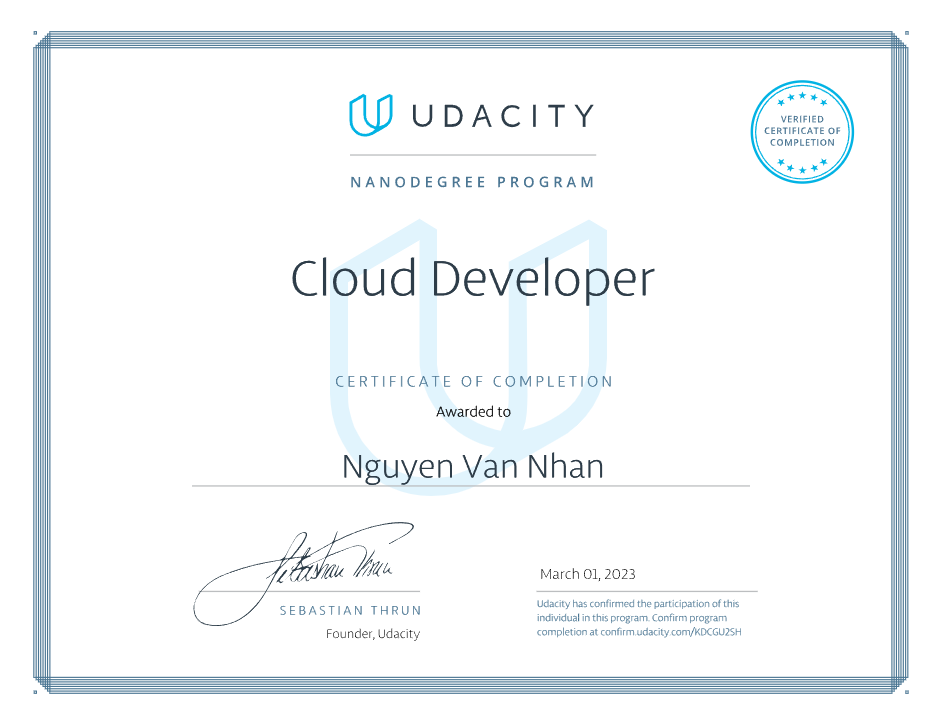 UDACITY
VERIFIED
CERTIFICATE OF
COMPLETION
NANODEGREE PROGRAM
Cloud Developer
CERTIFICATE OF COMPLETION
Awarded to
Nguyen Van Nhan
Sebastian Thrun
SEBASTIAN THRUN
Founder, Udacity
March 01, 2023
Udacity has confirmed the participation of this
individual in this program. Confirm program
completion at confirm.udacity.com/KDCGU2SH